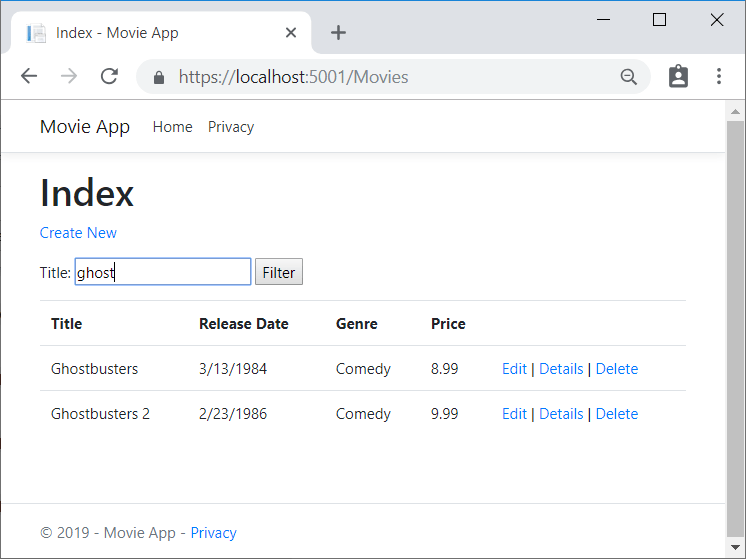 Index - Movie App
https://localhost:5001/Movies
Movie App Home Privacy
Index
Create New
Title: ghost Filter
Title Release Date Genre Price
Ghostbusters 3/13/1984 Comedy 8.99 Edit | Details | Delete
Ghostbusters 2 2/23/1986 Comedy 9.99 Edit | Details | Delete
© 2019 - Movie App - Privacy